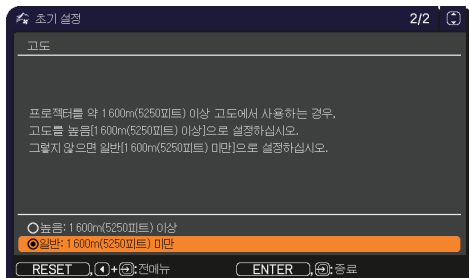 초기 설정 2/2
고도
프로젝터를 약 1600m(5250피트) 이상 고도에서 사용하는 경우,
고도를 높음[1600m(5250피트) 이상]으로 설정하십시오.
그렇지 않으면 일반[1600m(5250피트) 미만]으로 설정하십시오.
높음: 1600m(5250피트) 이상
일반: 1600m(5250피트) 미만
RESET ,+:전메뉴 ENTER ,:종료